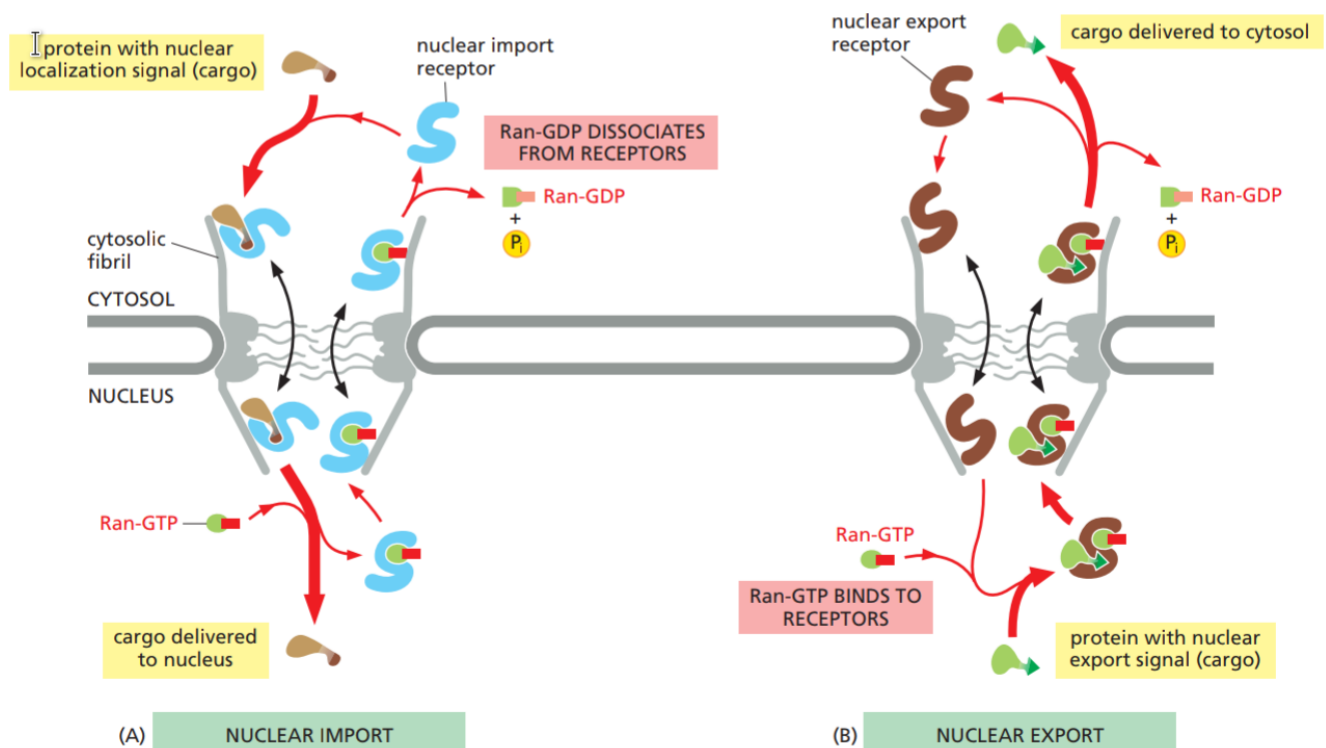 protein with nuclear
localization signal (cargo)
nuclear import
receptor
Ran-GDP DISSOCIATES
FROM RECEPTORS
Ran-GDP
+
Pi
cytosolic
fibril
CYTOSOL
NUCLEUS
Ran-GTP
cargo delivered
to nucleus
(A)
NUCLEAR IMPORT
nuclear export
receptor
cargo delivered to cytosol
Ran-GDP
+
Pi
Ran-GTP
Ran-GTP BINDS TO
RECEPTORS
protein with nuclear
export signal (cargo)
(B)
NUCLEAR EXPORT